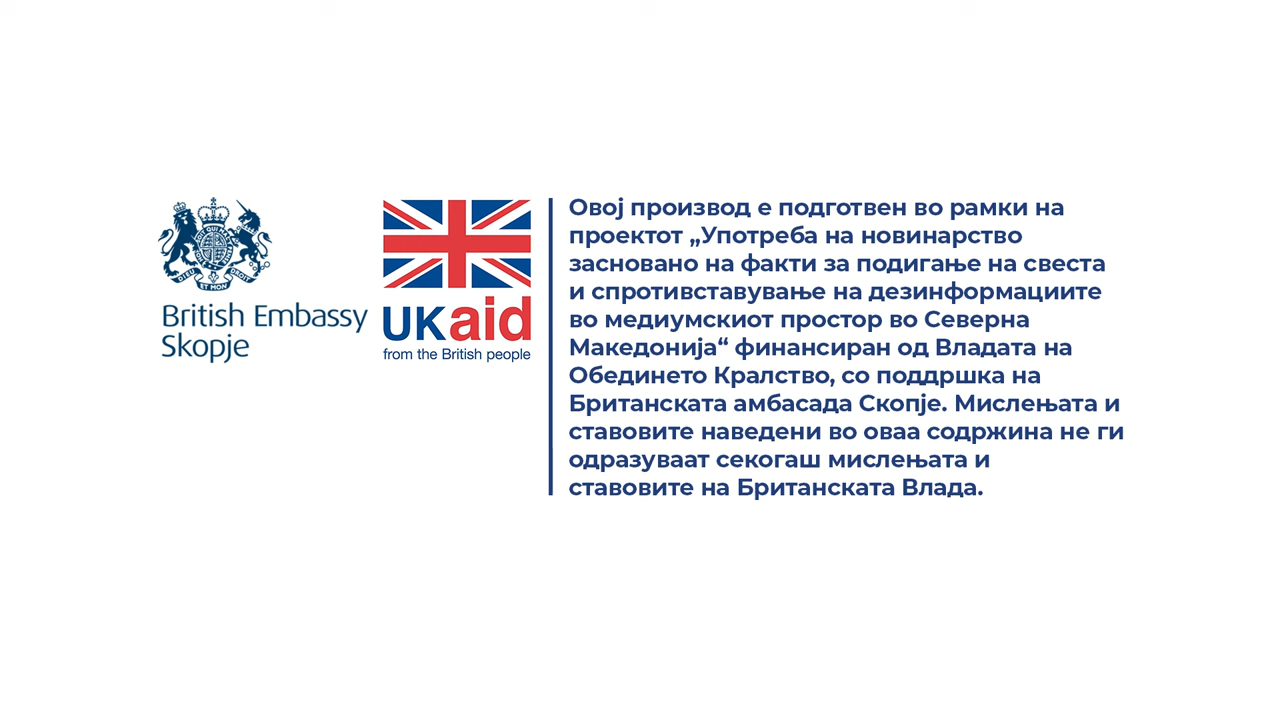 British Embassy
Skopje
UKaid
from the British people
Овој производ е подготвен во рамки на
проектот „Употреба на новинарство
засновано на факти за подигање на свеста
и спротивставување на дезинформациите
во медиумскиот простор во Северна
Македонија“ финансиран од Владата на
Обединето Кралство, со поддршка на
Британската амбасада Скопје. Мислењата и
ставовите наведени во оваа содржина не ги
одразуваат секогаш мислењата и
ставовите на Британската Влада.